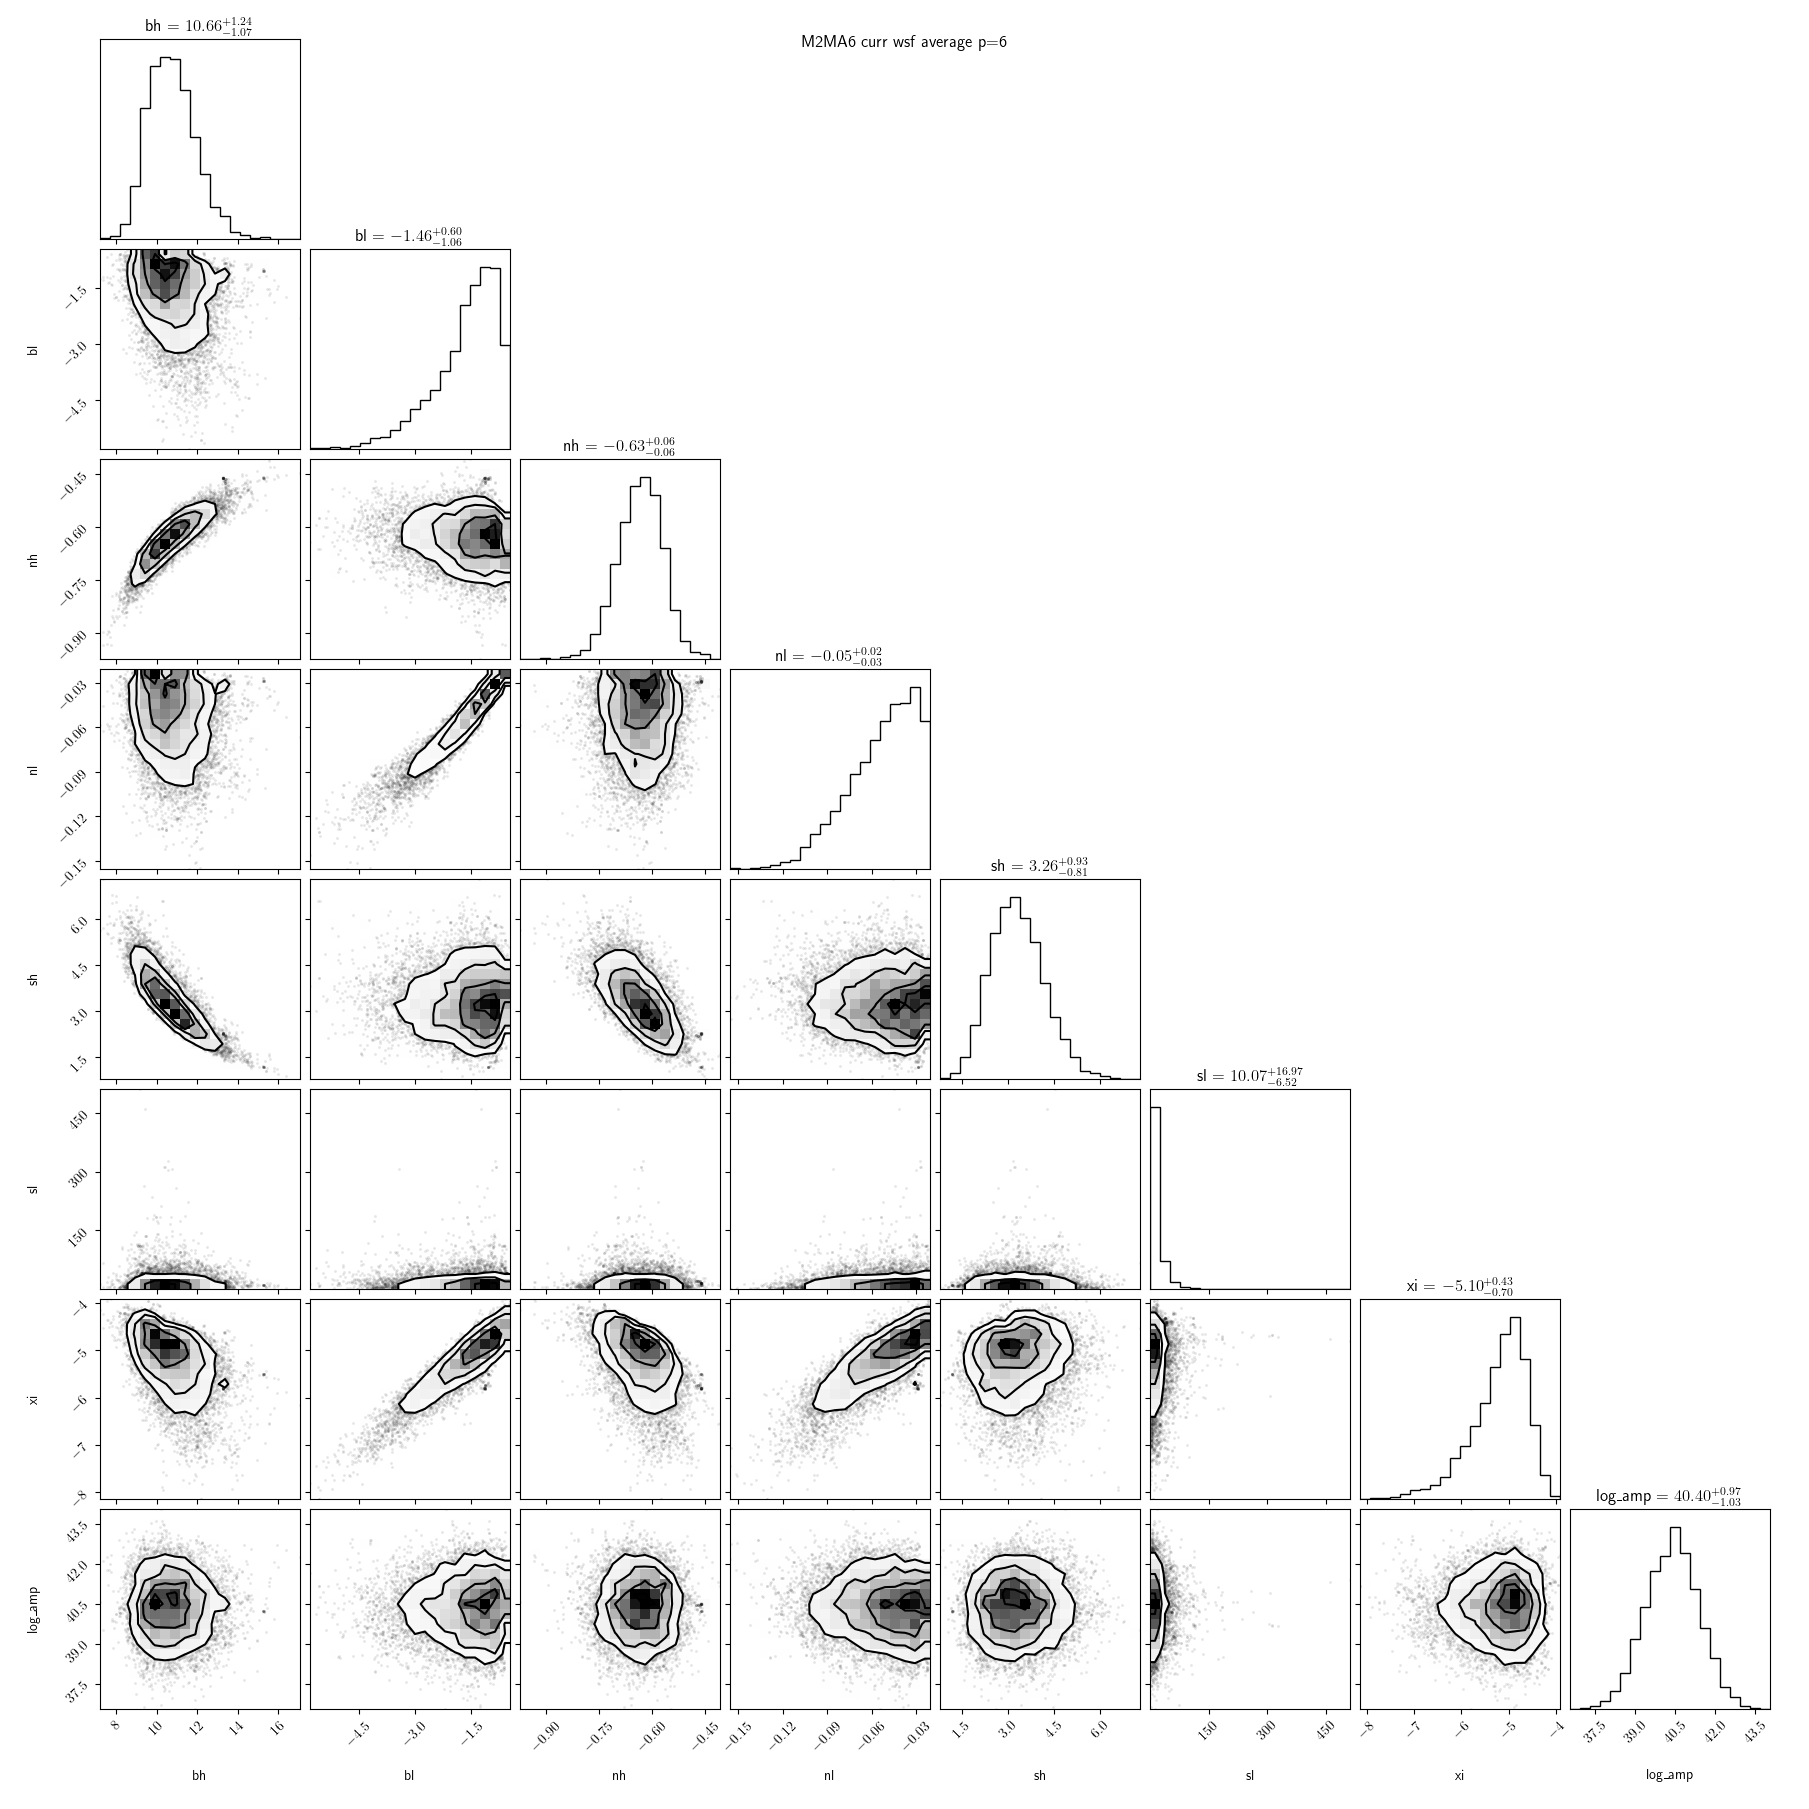 bh = 10.66+1.24−1.07
M2MA6 curr wsf average p=6
bl = −1.46+0.60−1.06
−1.5
−3.0
−4.5
bl
nh = −0.63+0.06−0.06
−0.45
−0.60
−0.75
−0.90
nh
nl = −0.05+0.02−0.03
−0.03
−0.06
−0.09
−0.12
−0.15
nl
sh = 3.26+0.93−0.81
6.0
4.5
3.0
1.5
sh
sl = 10.07+16.97−6.52
450
300
150
sl
xi = −5.10+0.43−0.70
−4
−5
−6
−7
−8
xi
log_amp = 40.40+0.97−1.03
43.5
42.0
40.5
39.0
37.5
log_amp
8 10 12 14 16 −4.5 −3.0 −1.5 −0.90 −0.75 −0.60 −0.45 −0.15 −0.12 −0.09 −0.06 −0.03 1.5 3.0 4.5 6.0 150 300 450 −8 −7 −6 −5 −4 37.5 39.0 40.5 42.0 43.5
bh bl nh nl sh sl xi log_amp